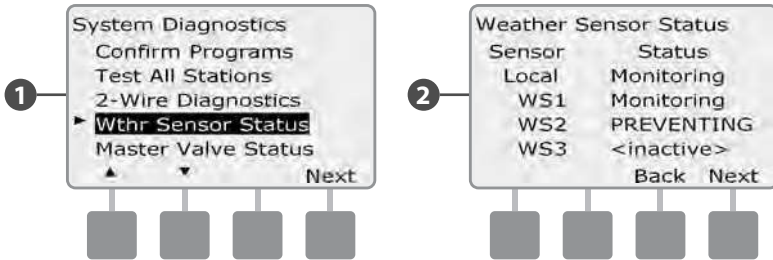 1
System Diagnostics
Confirm Programs
Test All Stations
2-Wire Diagnostics
Wthr Sensor Status
Master Valve Status
Next
2
Weather Sensor Status
Sensor Status
Local Monitoring
WS1 Monitoring
WS2 PREVENTING
WS3 <inactive>
Back Next